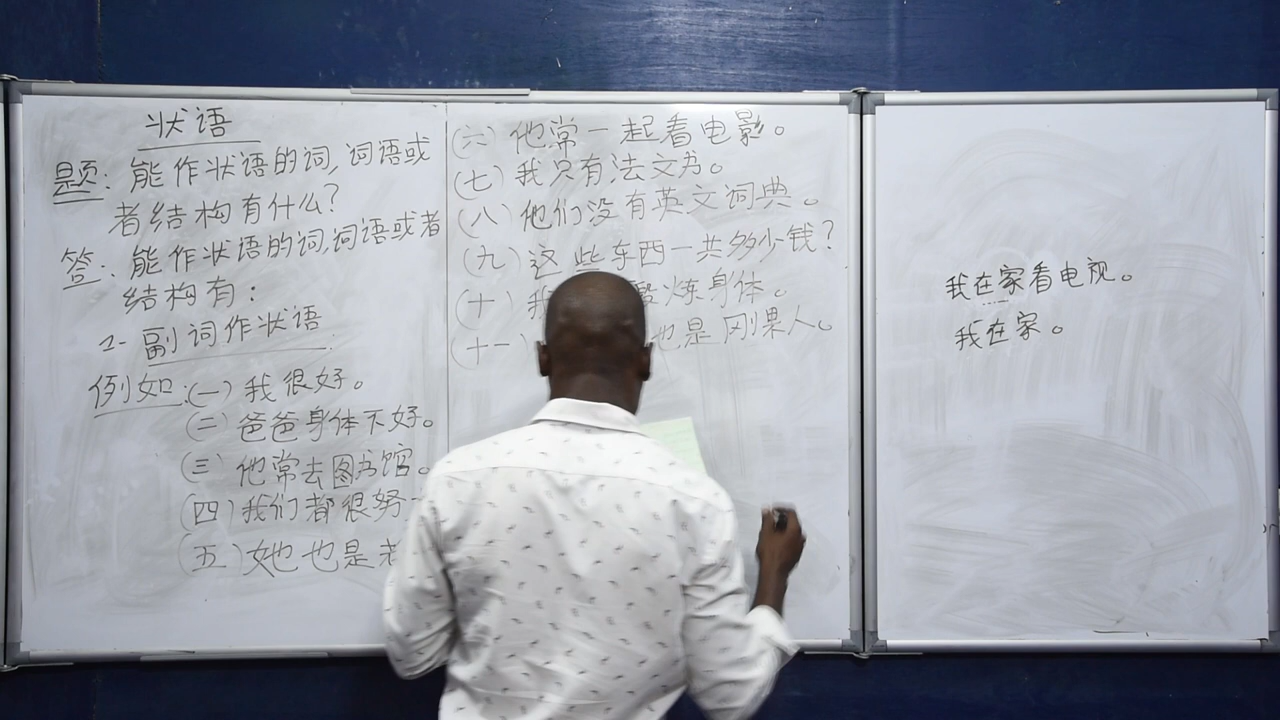 状语
题: 能作状语的词, 词语或
者结构有什么?
答: 能作状语的词, 词语或者
结构有:
1- 副词作状语
例如: (一) 我很好。
(二) 爸爸身体不好。
(三) 他常去图书馆。
(四) 我们都很努
(五) 她也是
(六) 他常一起看电影。
(七) 我只有法文书。
(八) 他们没有英文词典。
(九) 这些东西一共多少钱?
(十) 我 锻炼身体。
(十一) 也是刚果人。
我在家看电视。
我在家。